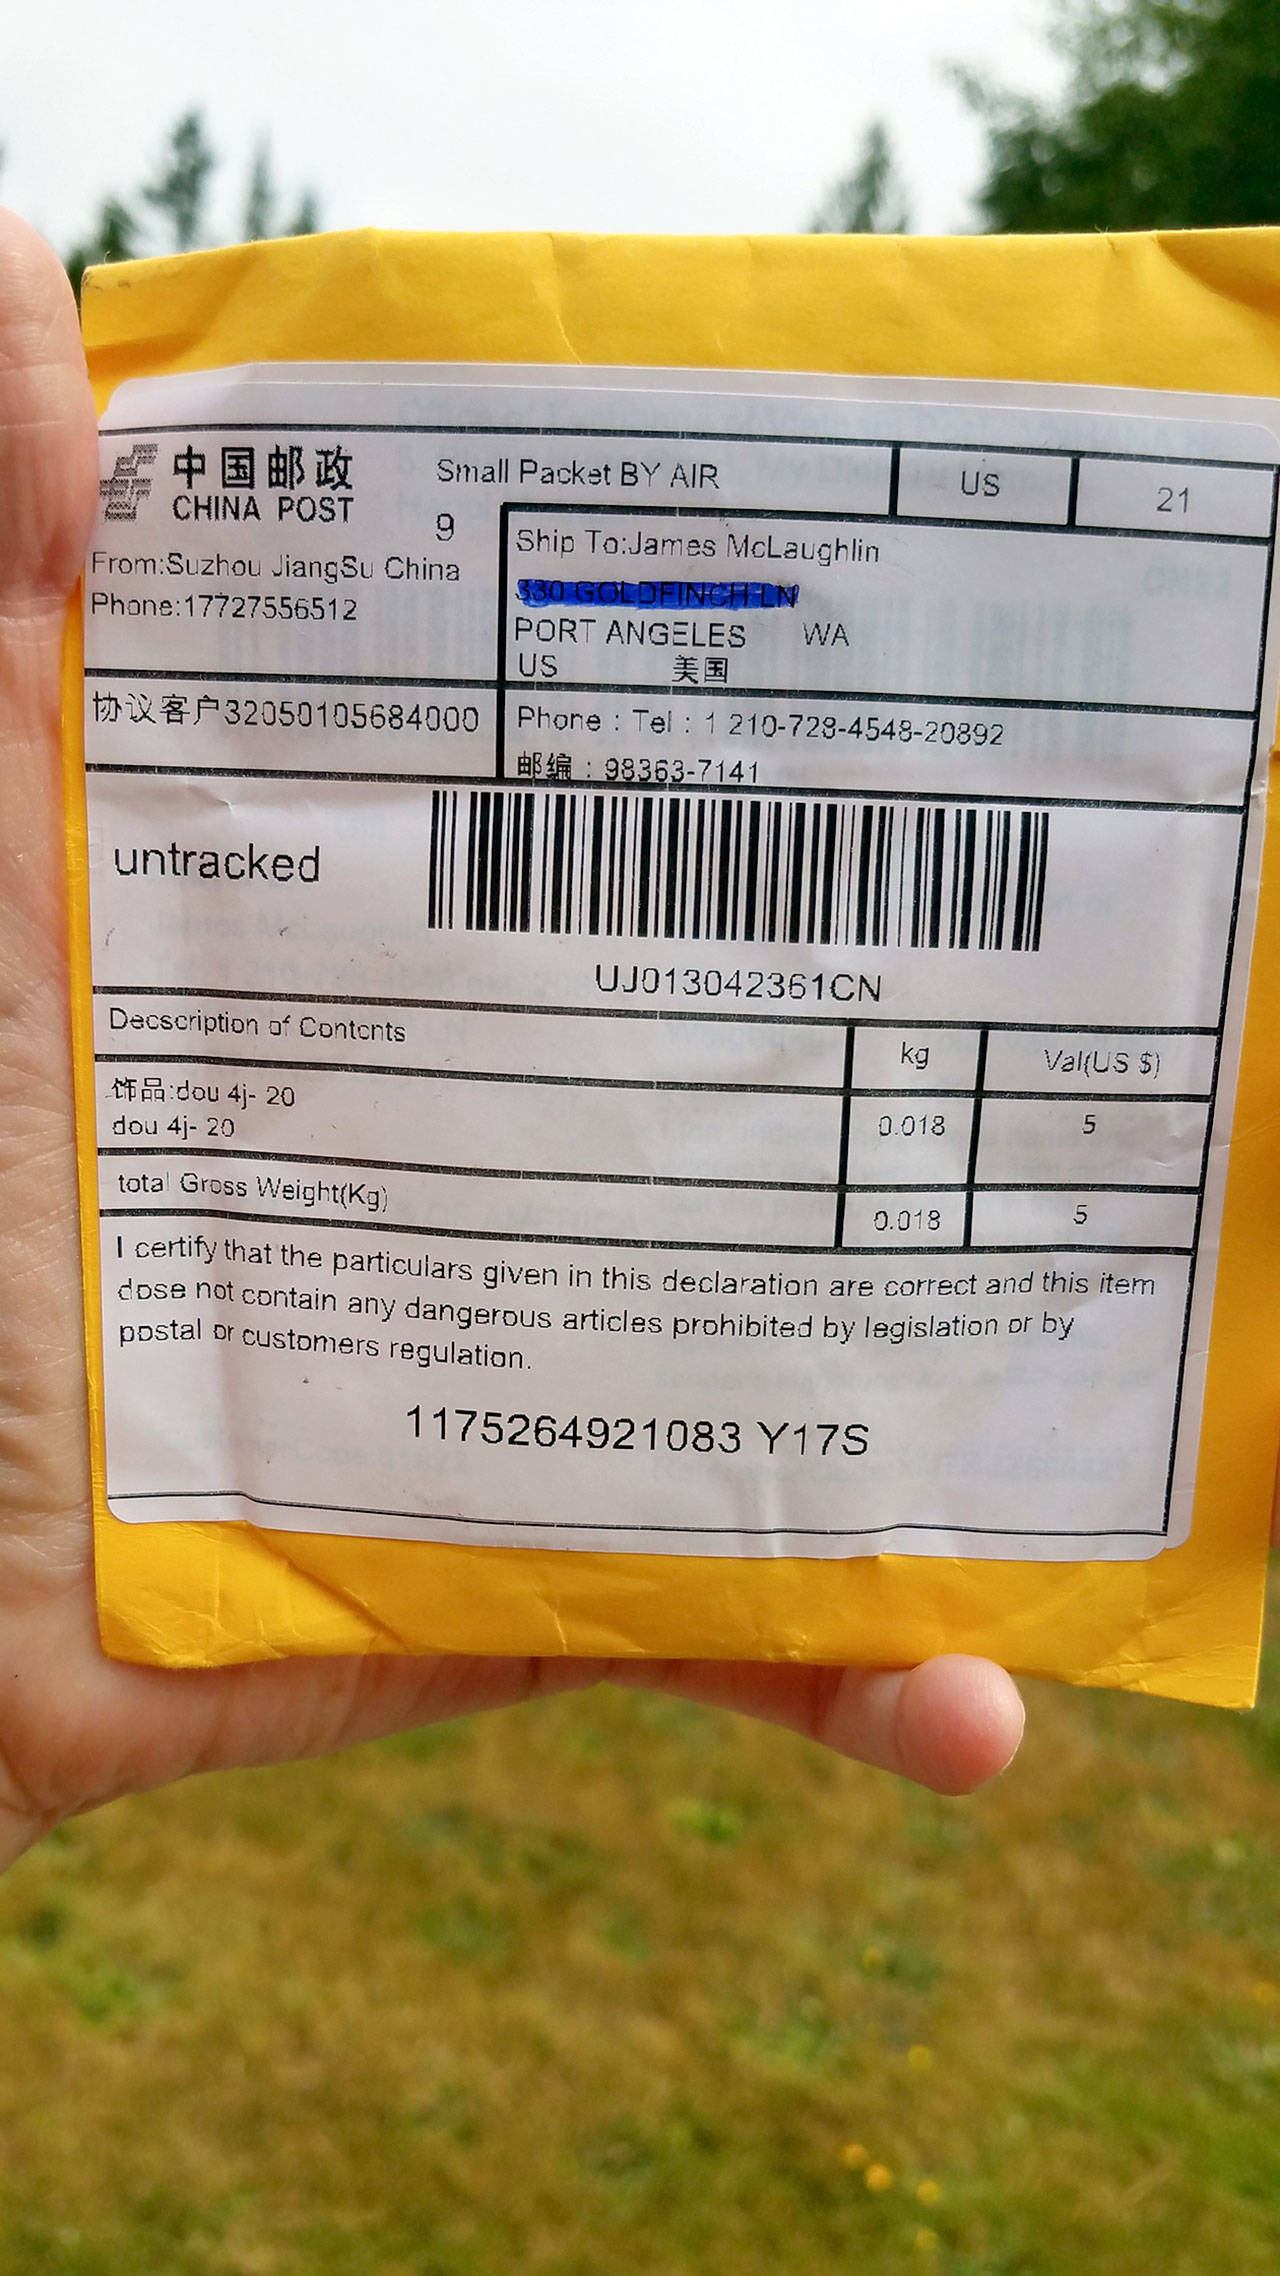 中国邮政
CHINA POST
Small Packet BY AIR
US
21
9
From:Suzhou JiangSu China
Phone:17727556512
Ship To:James McLaughlin
PORT ANGELES WA
US 美国
协议客户32050105684000
Phone : Tel : 1 210-728-4548-20892
邮编 : 98363-7141
untracked
UJ013042361CN
Decscription of Contcnts
kg
Val(US $)
饰品:dou 4j- 20
dou 4j- 20
0.018
5
total Gross Weight(Kg)
0.018
5
I certify that the particulars given in this declaration are correct and this item
dose not contain any dangerous articles prohibited by legislation or by
postal or customers regulation.
1175264921083 Y17S